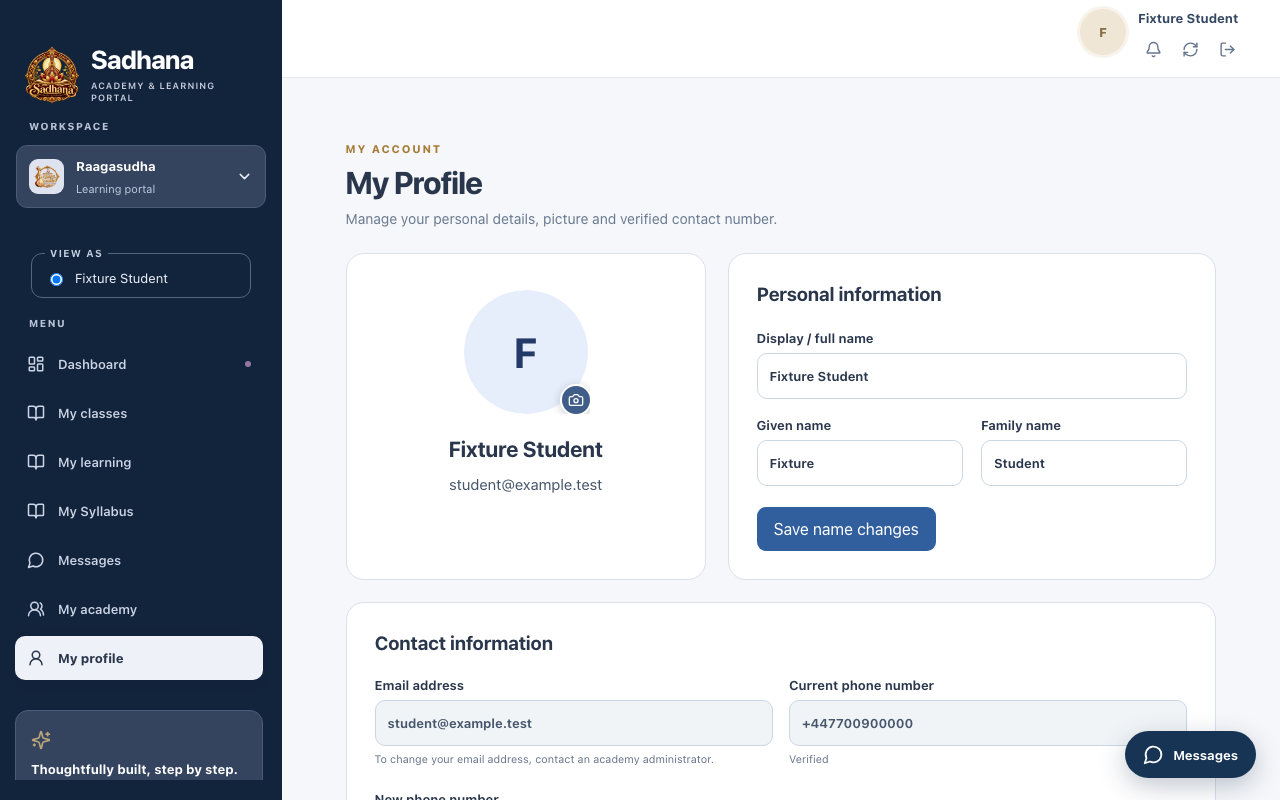 Sadhana
ACADEMY & LEARNING
PORTAL
Sadhana
WORKSPACE
Raagasudha
Learning portal
VIEW AS
Fixture Student
MENU
Dashboard
My classes
My learning
My Syllabus
Messages
My academy
My profile
Thoughtfully built, step by step.
F
Fixture Student
MY ACCOUNT
My Profile
Manage your personal details, picture and verified contact number.
F
Fixture Student
student@example.test
Personal information
Display / full name
Fixture Student
Given name
Family name
Fixture
Student
Save name changes
Contact information
Email address
Current phone number
student@example.test
+447700900000
To change your email address, contact an academy administrator.
Verified
New phone number
Messages